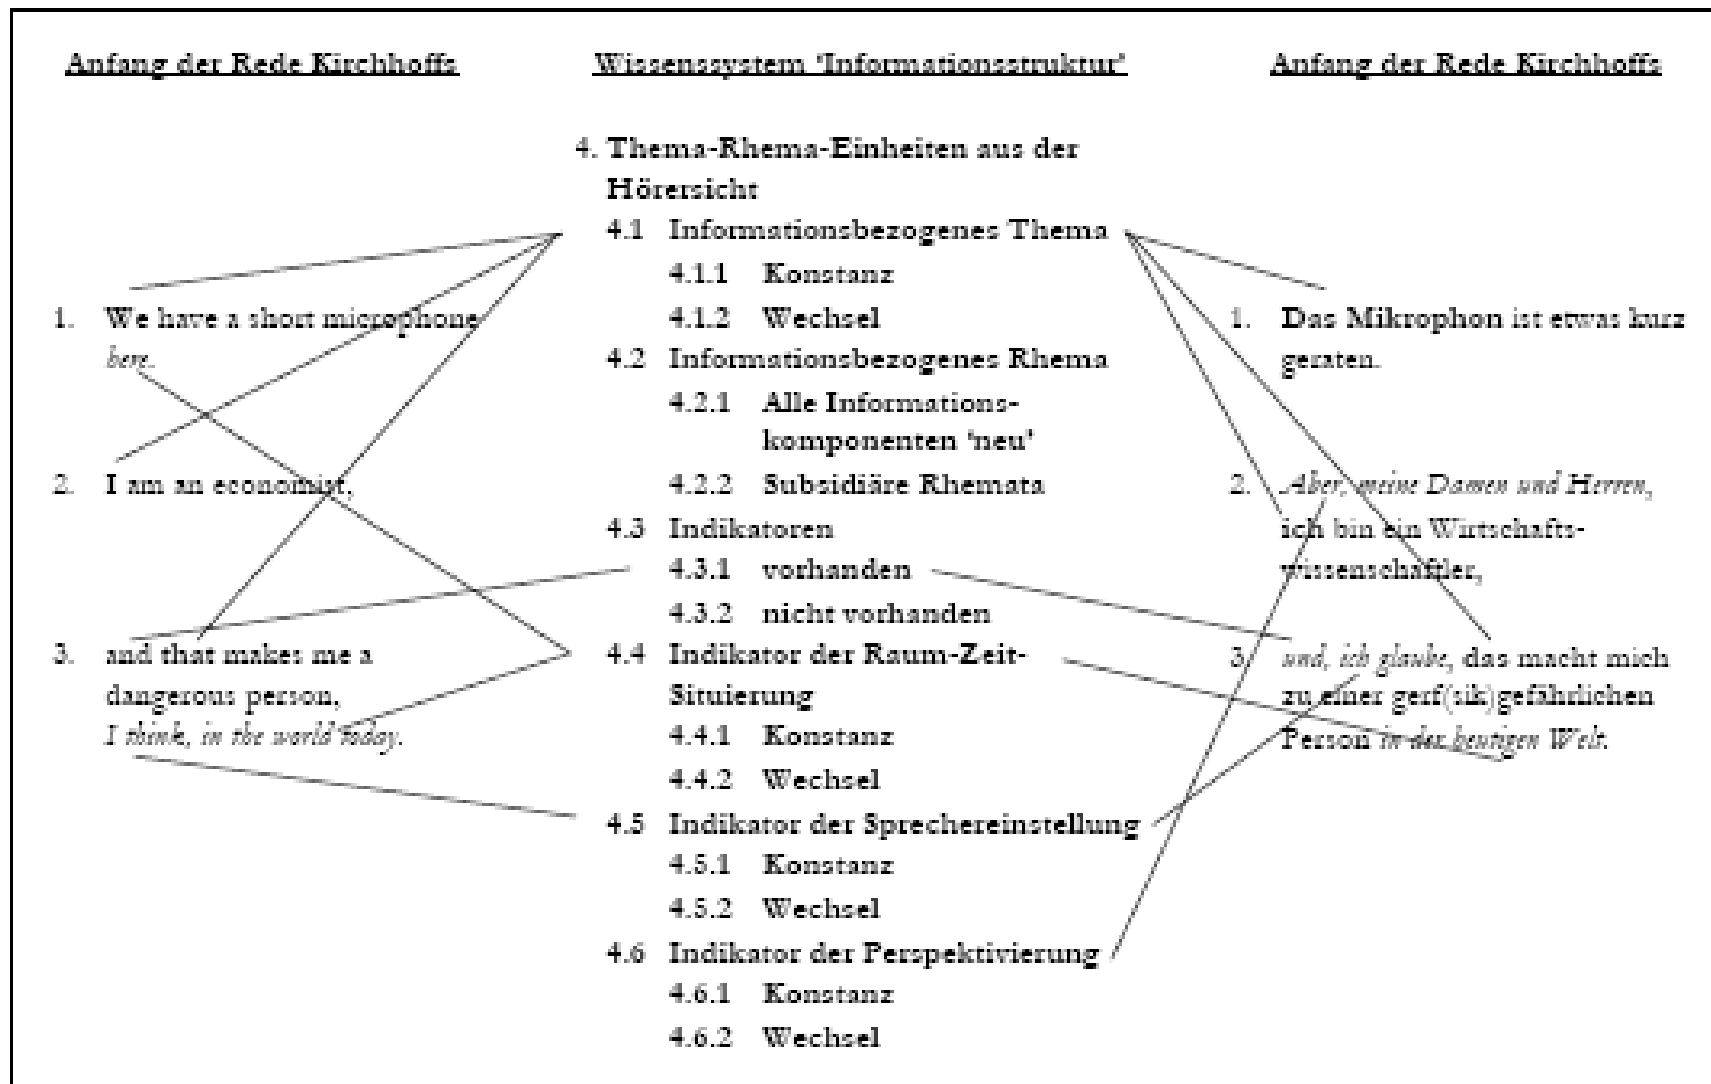 Anfang der Rede Kirchhoffs
Wissenssystem ‘Informationsstruktur’
Anfang der Rede Kirchhoffs
1. We have a short microphone
here.
2. I am an economist,
3. and that makes me a
dangerous person,
I think, in the world today.
4. Thema-Rhema-Einheiten aus der
Hörersicht
4.1 Informationsbezogenes Thema
4.1.1 Konstanz
4.1.2 Wechsel
4.2 Informationsbezogenes Rhema
4.2.1 Alle Informations-
komponenten ‘neu’
4.2.2 Subsidiäre Rhemata
4.3 Indikatoren
4.3.1 vorhanden
4.3.2 nicht vorhanden
4.4 Indikator der Raum-Zeit-
Situierung
4.4.1 Konstanz
4.4.2 Wechsel
4.5 Indikator der Sprechereinstellung
4.5.1 Konstanz
4.5.2 Wechsel
4.6 Indikator der Perspektivierung
4.6.1 Konstanz
4.6.2 Wechsel
1. Das Mikrophon ist etwas kurz
geraten.
2. Aber, meine Damen und Herren,
ich bin ein Wirtschafts-
wissenschaftler,
3. und, ich glaube, das macht mich
zu einer gerf(sik)gefährlichen
Person in der heutigen Welt.